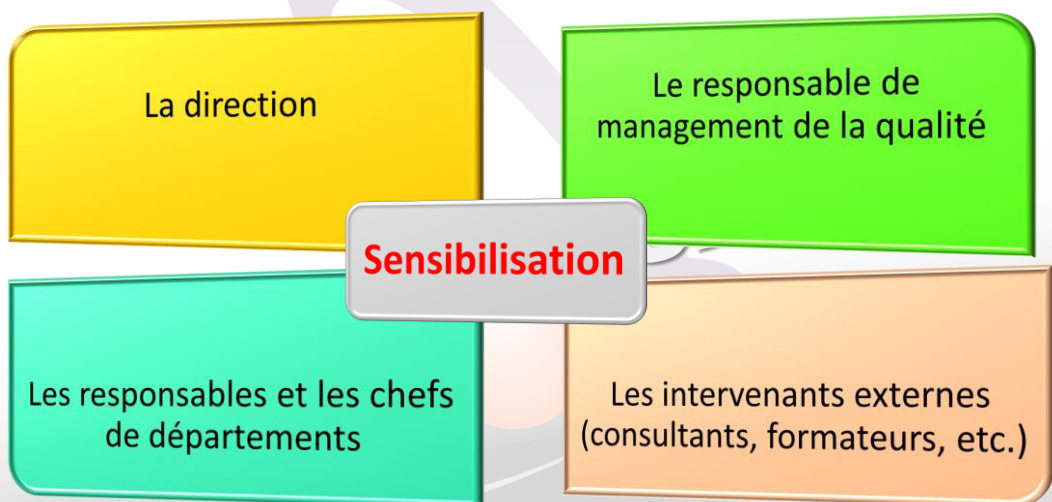 La direction
Le responsable de
management de la qualité
Sensibilisation
Les responsables et les chefs
de départements
Les intervenants externes
(consultants, formateurs, etc.)